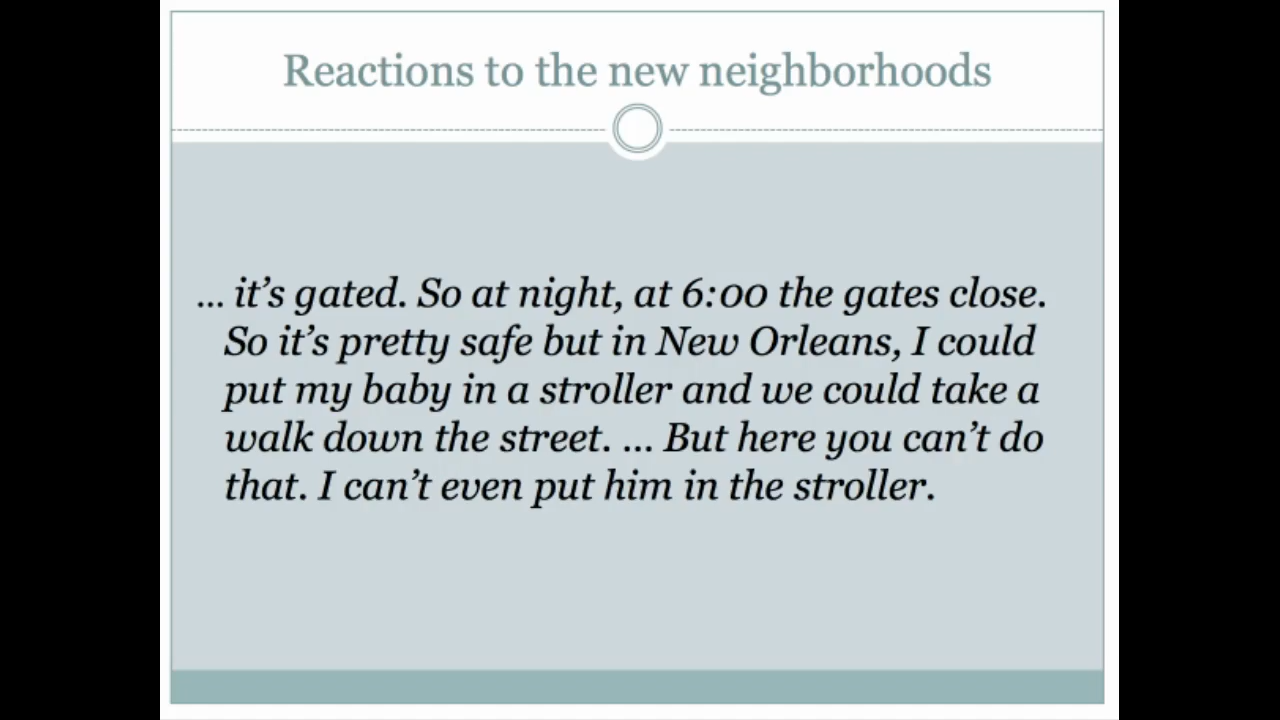 Reactions to the new neighborhoods
… it’s gated. So at night, at 6:00 the gates close.
So it’s pretty safe but in New Orleans, I could
put my baby in a stroller and we could take a
walk down the street. … But here you can’t do
that. I can’t even put him in the stroller.